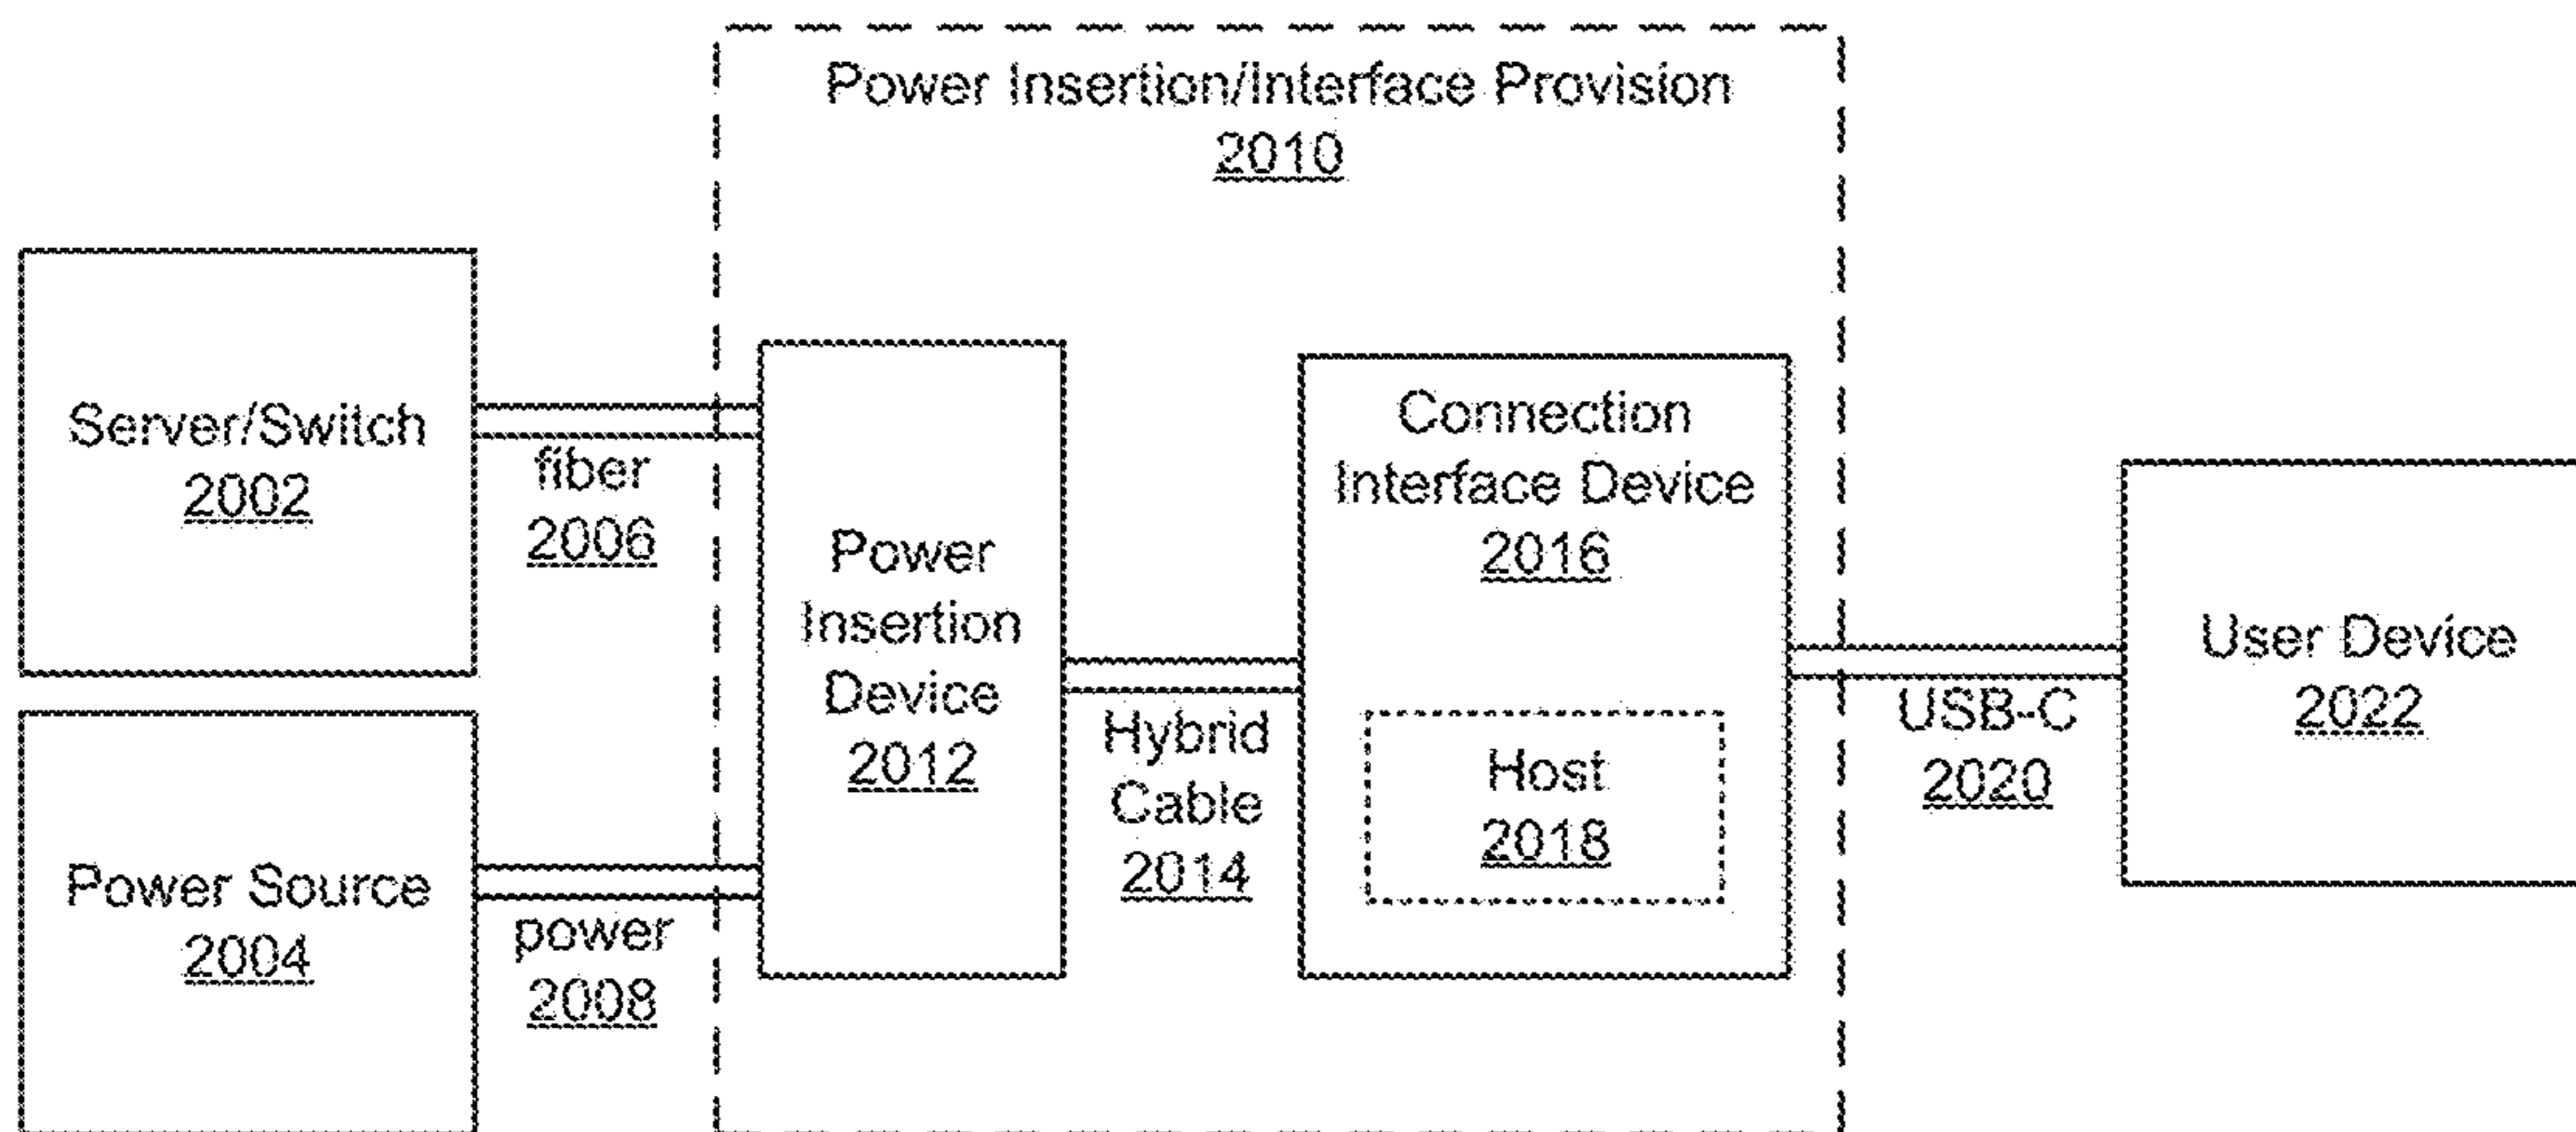 Power Insertion/Interface Provision
2010
Server/Switch
2002
fiber
2006
Power Source
2004
power
2008
Power
Insertion
Device
2012
Hybrid
Cable
2014
Connection
Interface Device
2016
Host
2018
USB-C
2020
User Device
2022